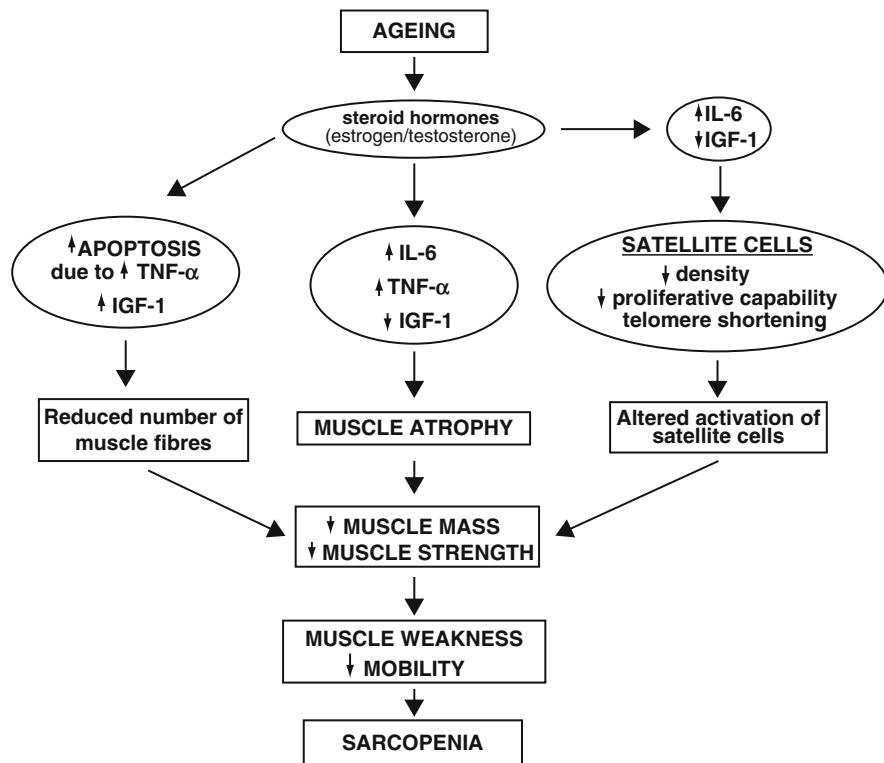 AGEING
steroid hormones
(estrogen/testosterone)
↑IL-6
↓IGF-1
↑APOPTOSIS
due to ↑ TNF-α
↑ IGF-1
↑ IL-6
↑ TNF-α
↓ IGF-1
SATELLITE CELLS
↓ density
↓ proliferative capability
telomere shortening
Reduced number of
muscle fibres
MUSCLE ATROPHY
Altered activation of
satellite cells
↓ MUSCLE MASS
↓ MUSCLE STRENGTH
MUSCLE WEAKNESS
↓ MOBILITY
SARCOPENIA